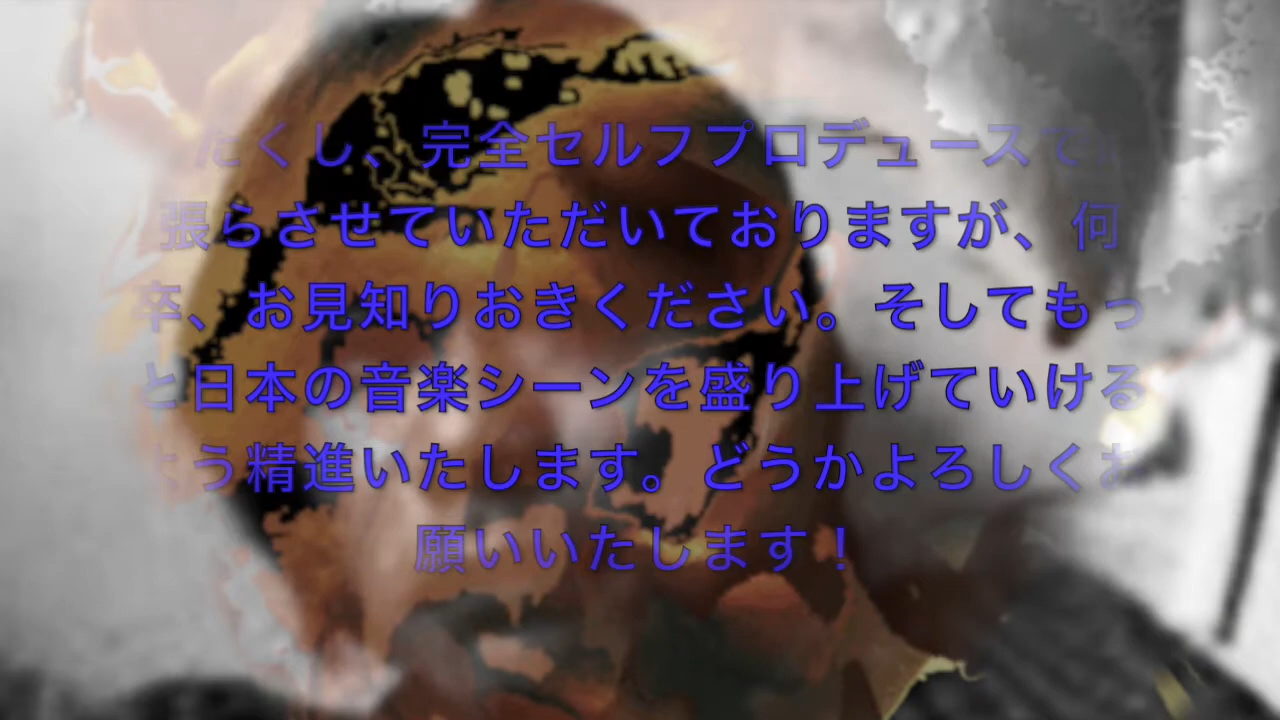 たくし、完全セルフプロデュースで
張らさせていただいておりますが、何
卒、お見知りおきください。そしてもっ
と日本の音楽シーンを盛り上げていける
よう精進いたします。どうかよろしくお
願いいたします！